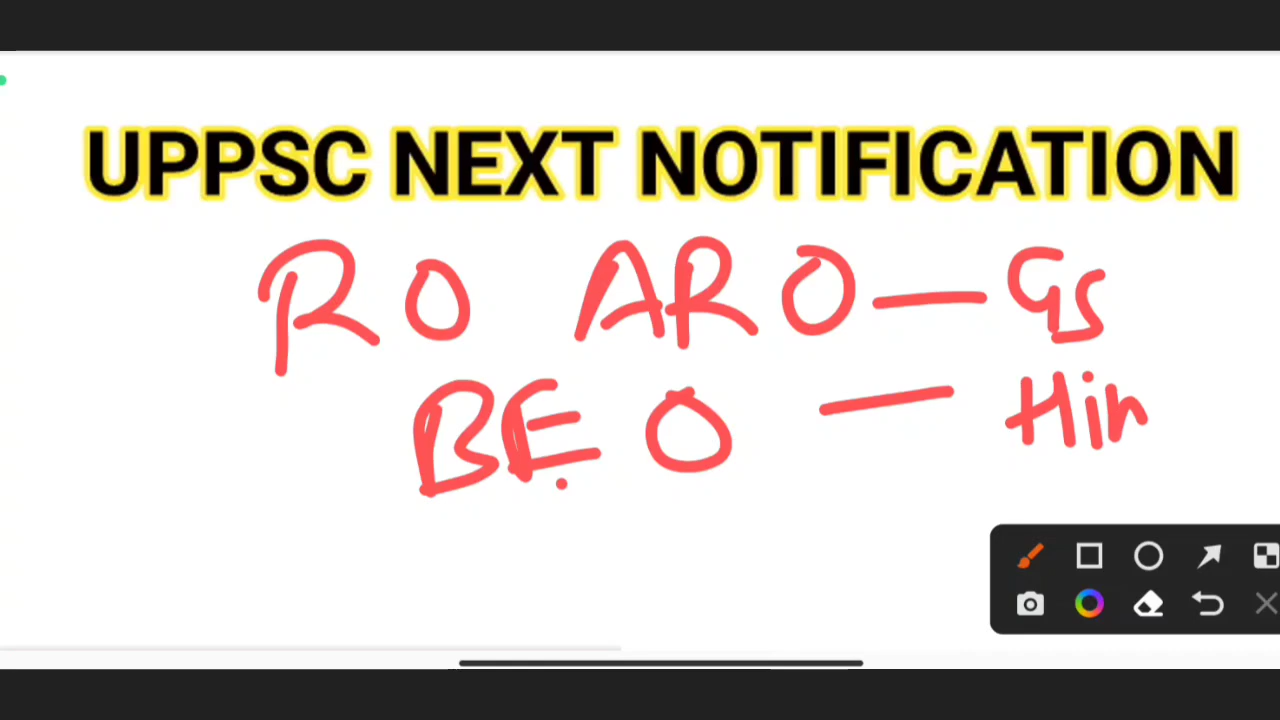 UPPSC NEXT NOTIFICATION
RO ARO — GS
BEO — Hin